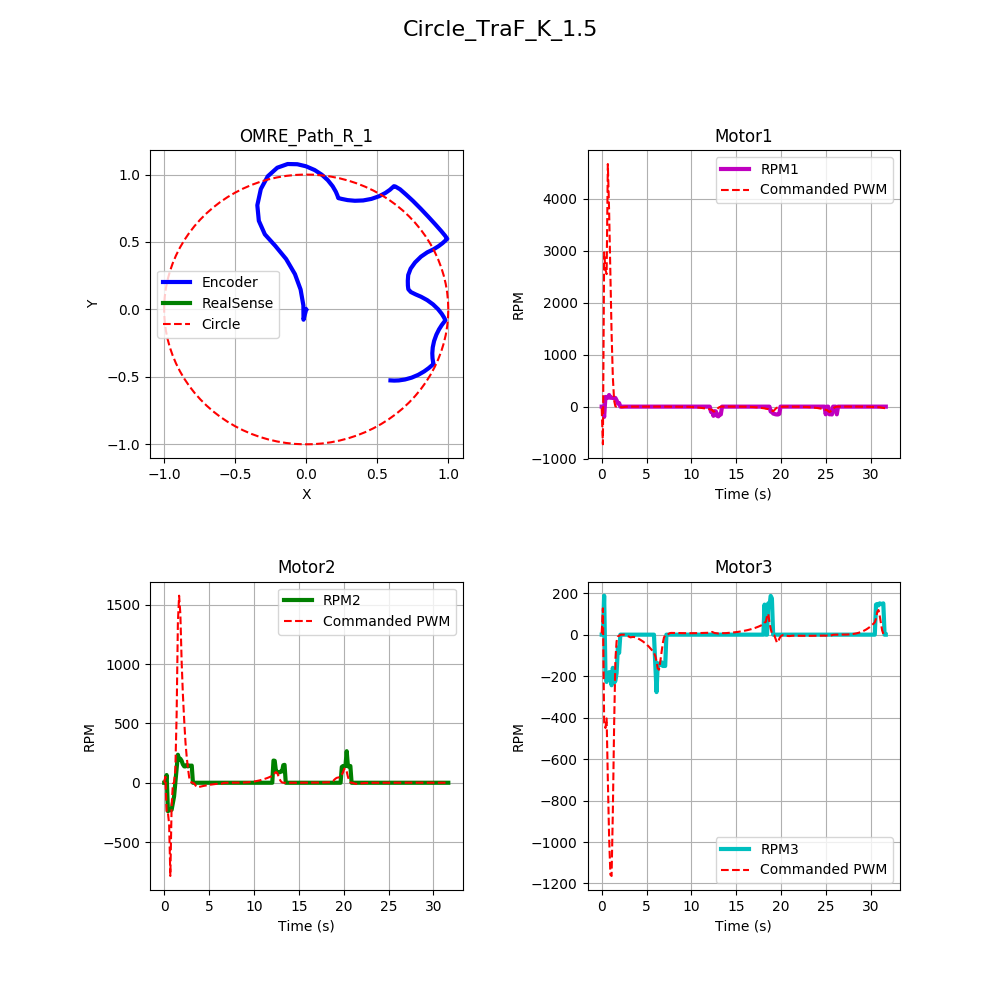 Circle_TraF_K_1.5
OMRE_Path_R_1
1.0
0.5
0.0
−0.5
−1.0
Y
Encoder
RealSense
Circle
−1.0 −0.5 0.0 0.5 1.0
X
Motor1
4000
3000
2000
1000
0
−1000
RPM
RPM1
Commanded PWM
0 5 10 15 20 25 30
Time (s)
Motor2
1500
1000
500
0
−500
RPM
RPM2
Commanded PWM
0 5 10 15 20 25 30
Time (s)
Motor3
200
0
−200
−400
−600
−800
−1000
−1200
RPM
RPM3
Commanded PWM
0 5 10 15 20 25 30
Time (s)